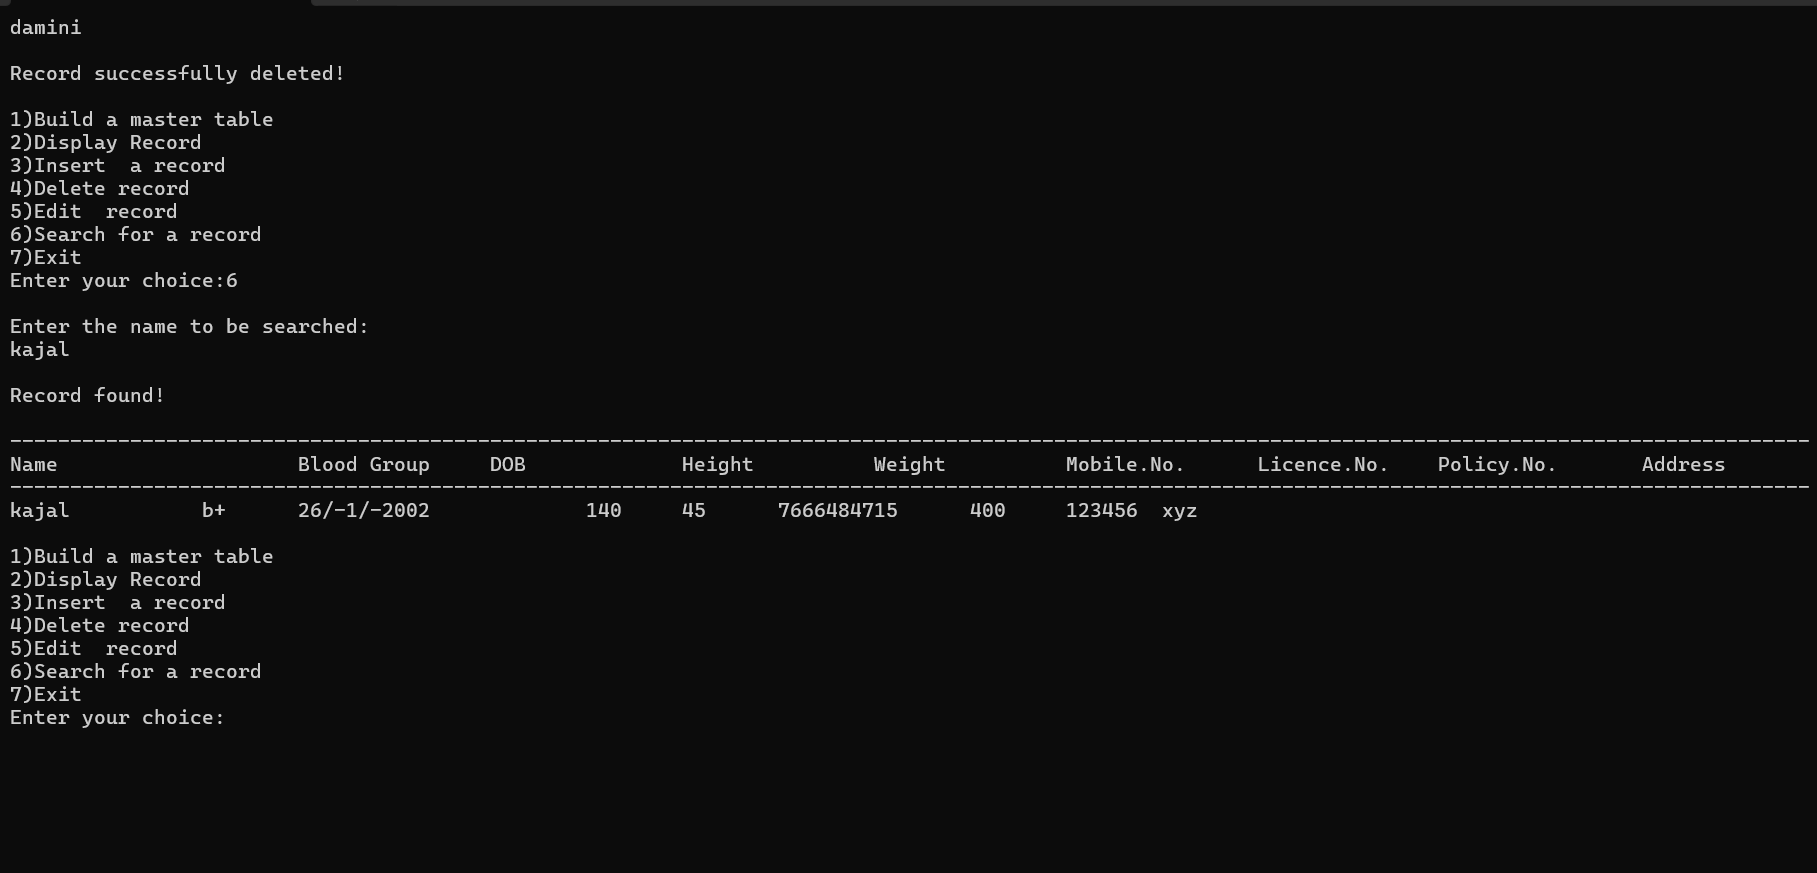 damini
Record successfully deleted!
1)Build a master table
2)Display Record
3)Insert  a record
4)Delete record
5)Edit  record
6)Search for a record
7)Exit
Enter your choice:6
Enter the name to be searched:
kajal
Record found!
------------------------------------------------------------------------------------------------------------------------------------------------------
Name                    Blood Group     DOB             Height          Weight          Mobile.No.      Licence.No.    Policy.No.       Address
------------------------------------------------------------------------------------------------------------------------------------------------------
kajal           b+      26/-1/-2002             140     45      7666484715      400     123456  xyz
1)Build a master table
2)Display Record
3)Insert  a record
4)Delete record
5)Edit  record
6)Search for a record
7)Exit
Enter your choice: